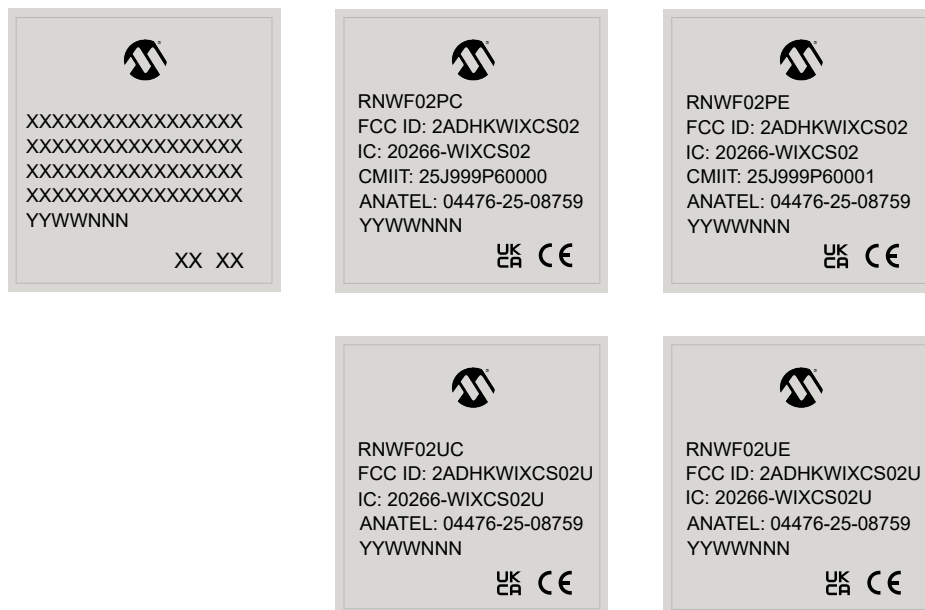 XXXXXXXXXXXXXXXXX
XXXXXXXXXXXXXXXXX
XXXXXXXXXXXXXXXXX
XXXXXXXXXXXXXXXXX
YYWWNNN
XX XX
RNWF02PC
FCC ID: 2ADHKWIXCS02
IC: 20266-WIXCS02
CMIIT: 25J999P60000
ANATEL: 04476-25-08759
YYWWNNN
UK
CA CE
RNWF02PE
FCC ID: 2ADHKWIXCS02
IC: 20266-WIXCS02
CMIIT: 25J999P60001
ANATEL: 04476-25-08759
YYWWNNN
UK
CA CE
RNWF02UC
FCC ID: 2ADHKWIXCS02U
IC: 20266-WIXCS02U
ANATEL: 04476-25-08759
YYWWNNN
UK
CA CE
RNWF02UE
FCC ID: 2ADHKWIXCS02U
IC: 20266-WIXCS02U
ANATEL: 04476-25-08759
YYWWNNN
UK
CA CE